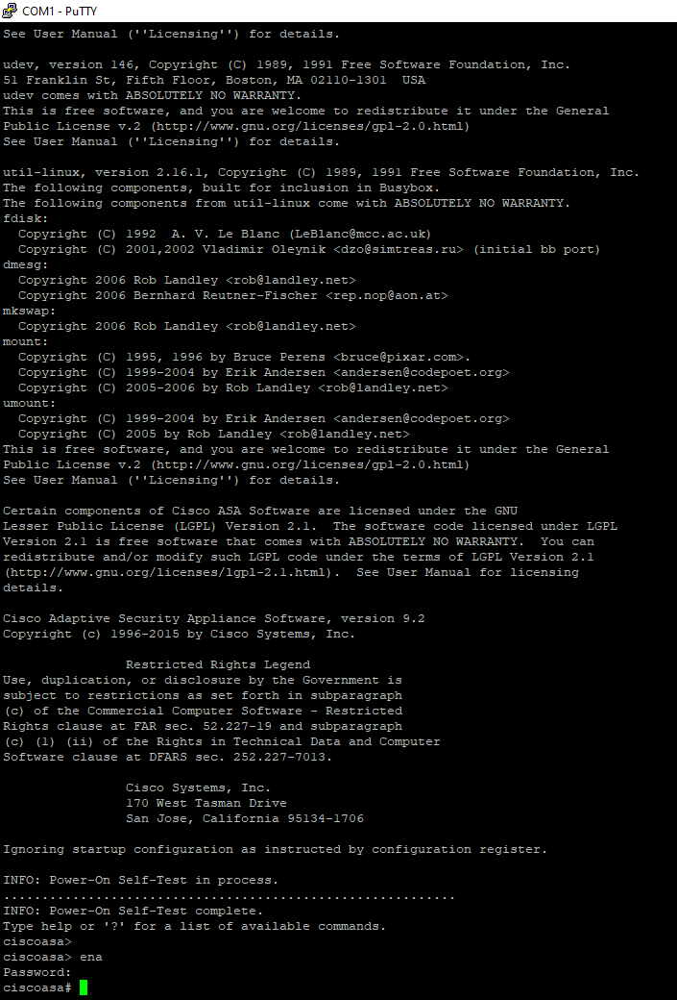 COM1 - PuTTY
See User Manual (''Licensing'') for details.
udev, version 146, Copyright (C) 1989, 1991 Free Software Foundation, Inc.
51 Franklin St, Fifth Floor, Boston, MA 02110-1301  USA
udev comes with ABSOLUTELY NO WARRANTY.
This is free software, and you are welcome to redistribute it under the General
Public License v.2 (http://www.gnu.org/licenses/gpl-2.0.html)
See User Manual (''Licensing'') for details.
util-linux, version 2.16.1, Copyright (C) 1989, 1991 Free Software Foundation, Inc.
The following components, built for inclusion in Busybox.
The following components from util-linux come with ABSOLUTELY NO WARRANTY.
fdisk:
  Copyright (C) 1992  A. V. Le Blanc (LeBlanc@mcc.ac.uk)
  Copyright (C) 2001,2002 Vladimir Oleynik <dzo@simtreas.ru> (initial bb port)
dmesg:
  Copyright 2006 Rob Landley <rob@landley.net>
  Copyright 2006 Bernhard Reutner-Fischer <rep.nop@aon.at>
mkswap:
  Copyright 2006 Rob Landley <rob@landley.net>
mount:
  Copyright (C) 1995, 1996 by Bruce Perens <bruce@pixar.com>.
  Copyright (C) 1999-2004 by Erik Andersen <andersen@codepoet.org>
  Copyright (C) 2005-2006 by Rob Landley <rob@landley.net>
umount:
  Copyright (C) 1999-2004 by Erik Andersen <andersen@codepoet.org>
  Copyright (C) 2005 by Rob Landley <rob@landley.net>
This is free software, and you are welcome to redistribute it under the General
Public License v.2 (http://www.gnu.org/licenses/gpl-2.0.html)
See User Manual (''Licensing'') for details.
Certain components of Cisco ASA Software are licensed under the GNU
Lesser Public License (LGPL) Version 2.1.  The software code licensed under LGPL
Version 2.1 is free software that comes with ABSOLUTELY NO WARRANTY.  You can
redistribute and/or modify such LGPL code under the terms of LGPL Version 2.1
(http://www.gnu.org/licenses/lgpl-2.1.html).  See User Manual for licensing
details.
Cisco Adaptive Security Appliance Software, version 9.2
Copyright (c) 1996-2015 by Cisco Systems, Inc.
Restricted Rights Legend
Use, duplication, or disclosure by the Government is
subject to restrictions as set forth in subparagraph
(c) of the Commercial Computer Software - Restricted
Rights clause at FAR sec. 52.227-19 and subparagraph
(c) (1) (ii) of the Rights in Technical Data and Computer
Software clause at DFARS sec. 252.227-7013.
Cisco Systems, Inc.
170 West Tasman Drive
San Jose, California 95134-1706
Ignoring startup configuration as instructed by configuration register.
INFO: Power-On Self-Test in process.
...........................................................
INFO: Power-On Self-Test complete.
Type help or '?' for a list of available commands.
ciscoasa>
ciscoasa> ena
Password:
ciscoasa#